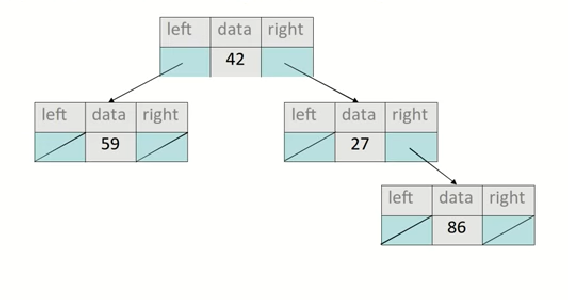 left data right
42
left data right
59
left data right
27
left data right
86